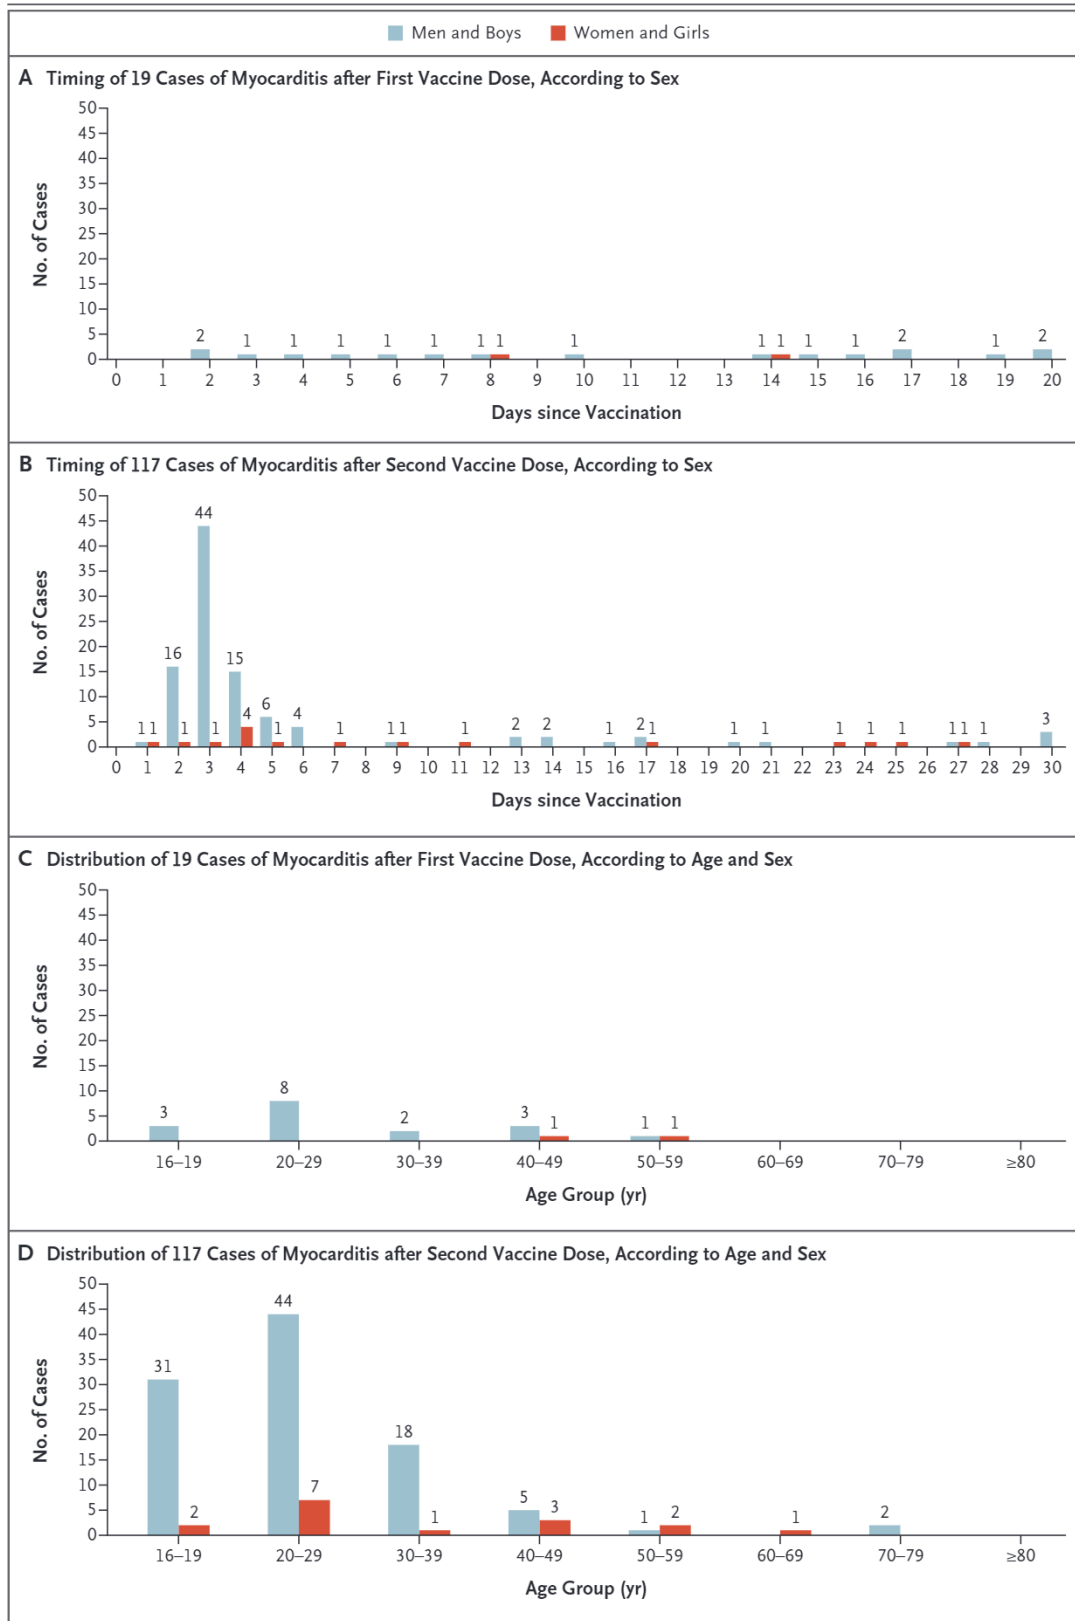 Men and Boys Women and Girls
A Timing of 19 Cases of Myocarditis after First Vaccine Dose, According to Sex
50
45
40
35
30
25
20
15
10
5
0
No. of Cases
2 1 1 1 1 1 1 1 1 1 1 1 1 2 1 2
0 1 2 3 4 5 6 7 8 9 10 11 12 13 14 15 16 17 18 19 20
Days since Vaccination
B Timing of 117 Cases of Myocarditis after Second Vaccine Dose, According to Sex
50
45
40
35
30
25
20
15
10
5
0
No. of Cases
1 1 16 1 44 1 15 4 6 1 4 1 1 1 1 2 2 1 2 1 1 1 1 1 1 1 1 1 3
0 1 2 3 4 5 6 7 8 9 10 11 12 13 14 15 16 17 18 19 20 21 22 23 24 25 26 27 28 29 30
Days since Vaccination
C Distribution of 19 Cases of Myocarditis after First Vaccine Dose, According to Age and Sex
50
45
40
35
30
25
20
15
10
5
0
No. of Cases
3 8 2 3 1 1 1
16–19 20–29 30–39 40–49 50–59 60–69 70–79 ≥80
Age Group (yr)
D Distribution of 117 Cases of Myocarditis after Second Vaccine Dose, According to Age and Sex
50
45
40
35
30
25
20
15
10
5
0
No. of Cases
31 2 44 7 18 1 5 3 1 2 1 2
16–19 20–29 30–39 40–49 50–59 60–69 70–79 ≥80
Age Group (yr)